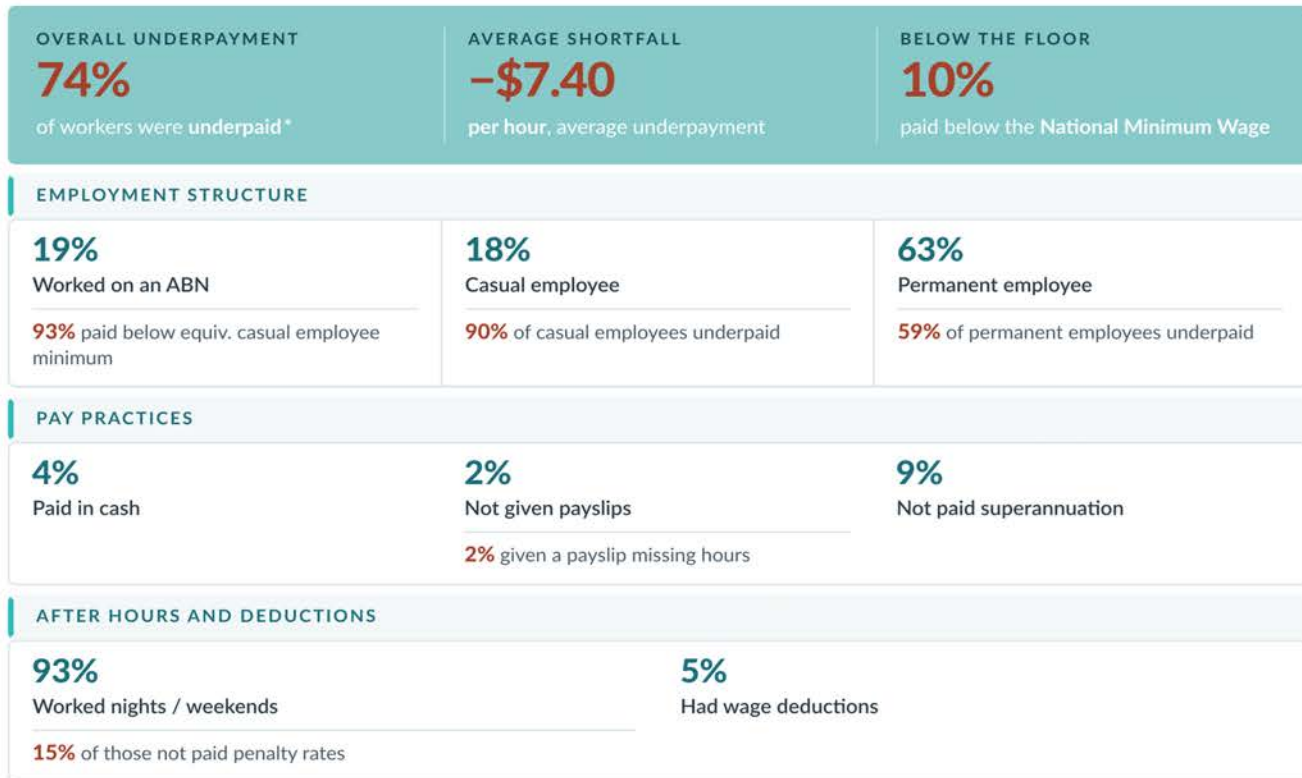 OVERALL UNDERPAYMENT
74%
of workers were underpaid*
AVERAGE SHORTFALL
–$7.40
per hour, average underpayment
BELOW THE FLOOR
10%
paid below the National Minimum Wage
EMPLOYMENT STRUCTURE
19%
Worked on an ABN
93% paid below equiv. casual employee
minimum
18%
Casual employee
90% of casual employees underpaid
63%
Permanent employee
59% of permanent employees underpaid
PAY PRACTICES
4%
Paid in cash
2%
Not given payslips
2% given a payslip missing hours
9%
Not paid superannuation
AFTER HOURS AND DEDUCTIONS
93%
Worked nights / weekends
15% of those not paid penalty rates
5%
Had wage deductions